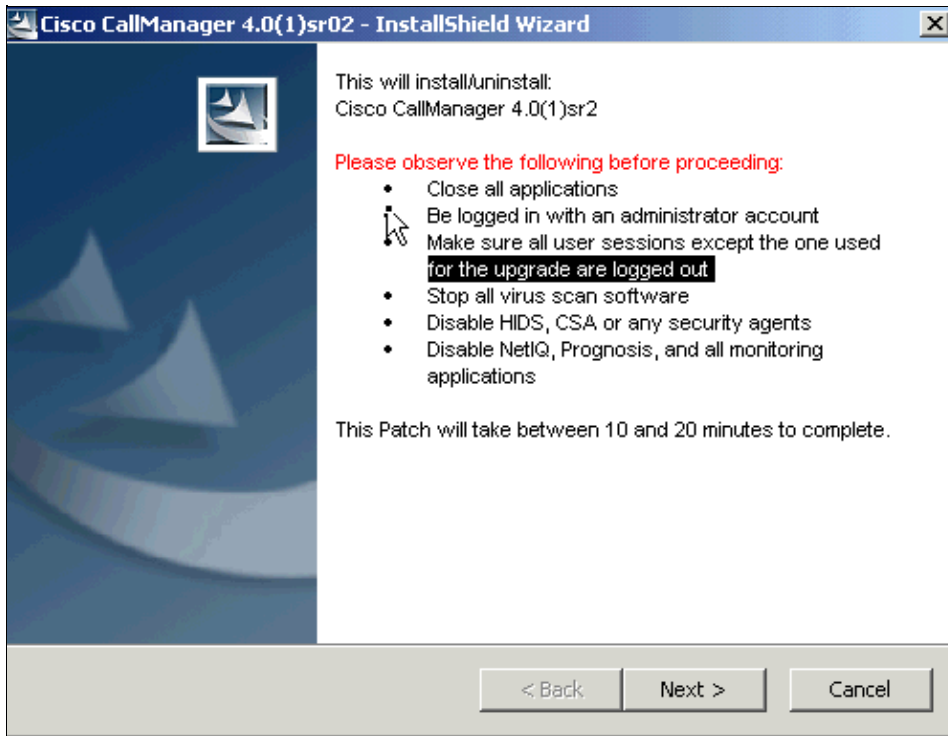 Cisco CallManager 4.0(1)sr02 - InstallShield Wizard
This will install/uninstall:
Cisco CallManager 4.0(1)sr2
Please observe the following before proceeding:
• Close all applications
• Be logged in with an administrator account
• Make sure all user sessions except the one used
for the upgrade are logged out
• Stop all virus scan software
• Disable HIDS, CSA or any security agents
• Disable NetIQ, Prognosis, and all monitoring
applications
This Patch will take between 10 and 20 minutes to complete.
< Back Next > Cancel